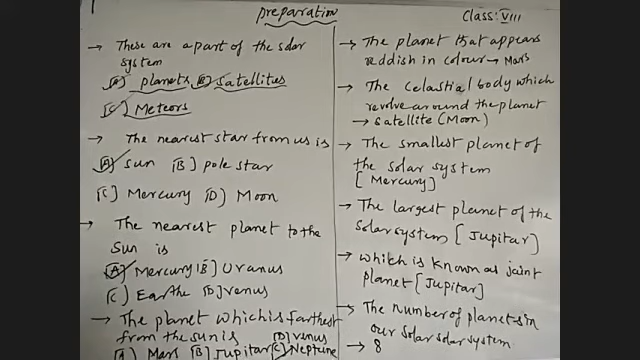 preparation
Class: VIII
→ These are a part of the solar
system
(A) planets (B) Satellites
(C) Meteors
→ The nearest star from us is
(A) Sun (B) pole star
(C) Mercury (D) Moon
→ The nearest planet to the
Sun is
(A) Mercury (B) Uranus
(C) Earthe (D) Venus
→ The planet which is farthest
from the sun is (D) Venus
(A) Mars (B) Jupitar (C) Neptune
→ The planet that appears
reddish in colour → Mars
→ The celastial body which
revolve around the planet
→ satellite (Moon)
→ The smallest planet of
the solar system
[Mercury]
→ The largest planet of the
solar system [Jupitar]
→ which is known as joint
planet [Jupitar]
→ The number of planets in
our solar solar system.
→ 8